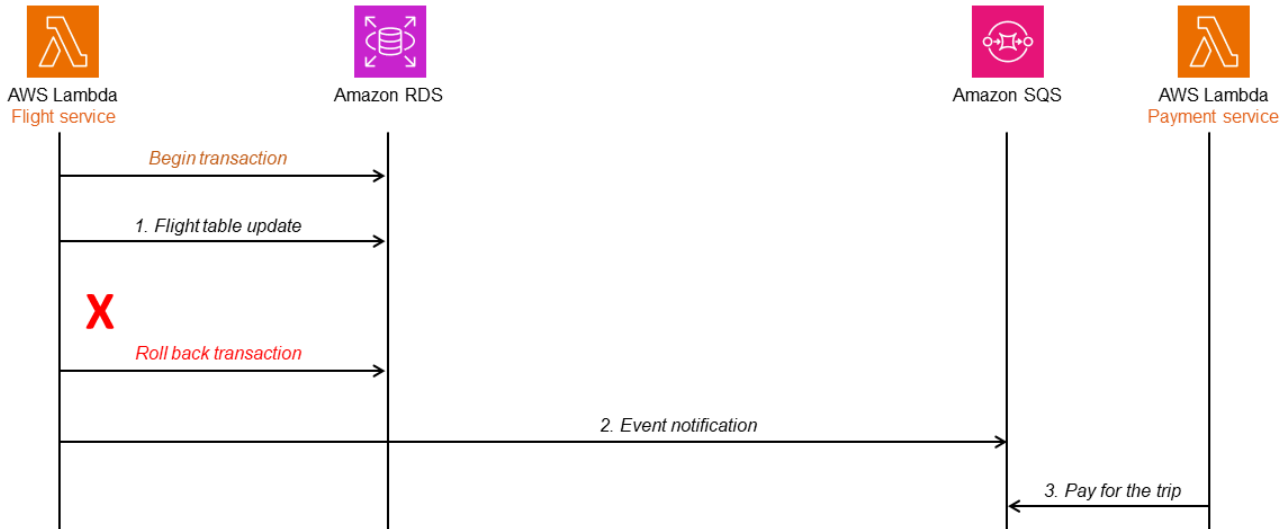 AWS Lambda
Flight service
Amazon RDS
Amazon SQS
AWS Lambda
Payment service
Begin transaction
1. Flight table update
X
Roll back transaction
2. Event notification
3. Pay for the trip